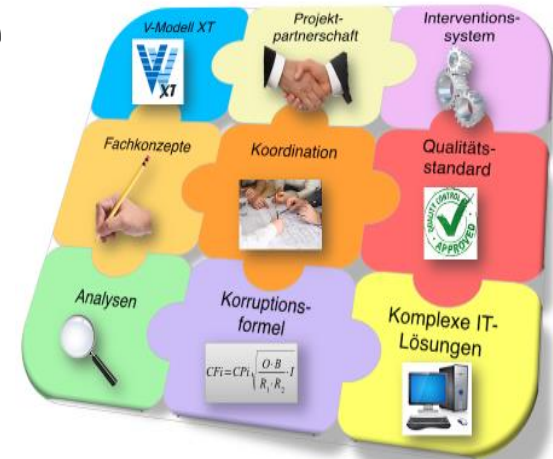 V-Modell XT
V
XT
Projekt-
partnerschaft
Interventions-
system
Fachkonzepte
Koordination
Qualitäts-
standard
QUALITY CONTROL
APPROVED
Analysen
Korruptions-
formel
CFi=CPi√(O·B/R₁·R₂·I)
Komplexe IT-
Lösungen